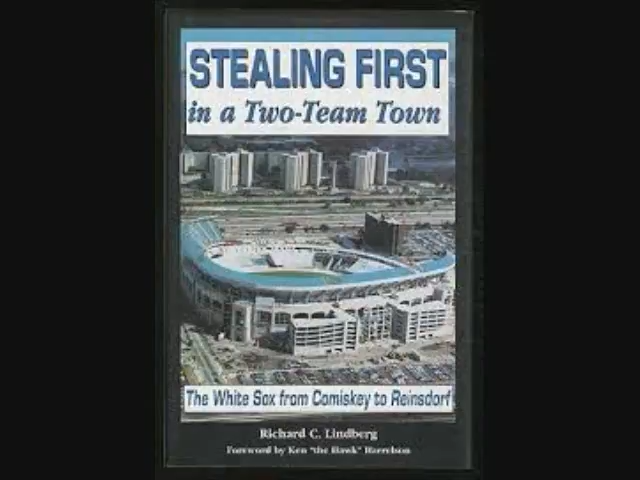 STEALING FIRST
in a Two-Team Town
The White Sox from Comiskey to Reinsdorf
Richard C. Lindberg
Foreword by Ken "the Hawk" Harrelson